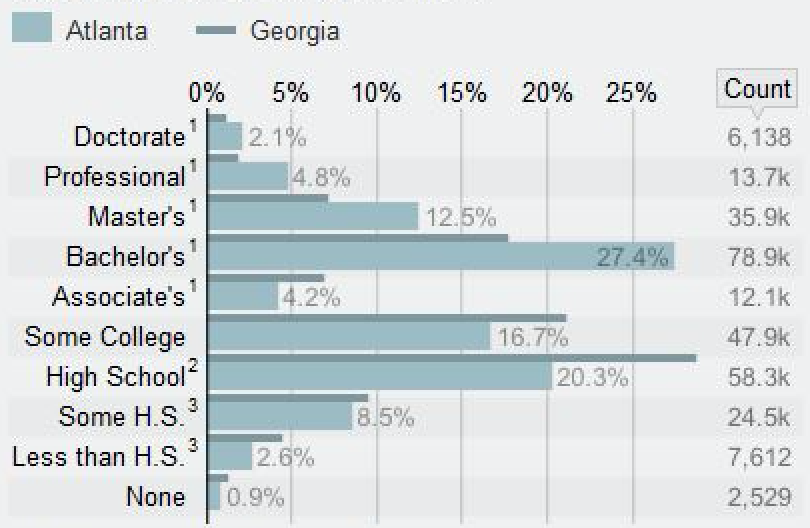 Atlanta Georgia
0% 5% 10% 15% 20% 25% Count
Doctorate¹ 2.1% 6,138
Professional¹ 4.8% 13.7k
Master's¹ 12.5% 35.9k
Bachelor's¹ 27.4% 78.9k
Associate's¹ 4.2% 12.1k
Some College 16.7% 47.9k
High School² 20.3% 58.3k
Some H.S.³ 8.5% 24.5k
Less than H.S.³ 2.6% 7,612
None 0.9% 2,529